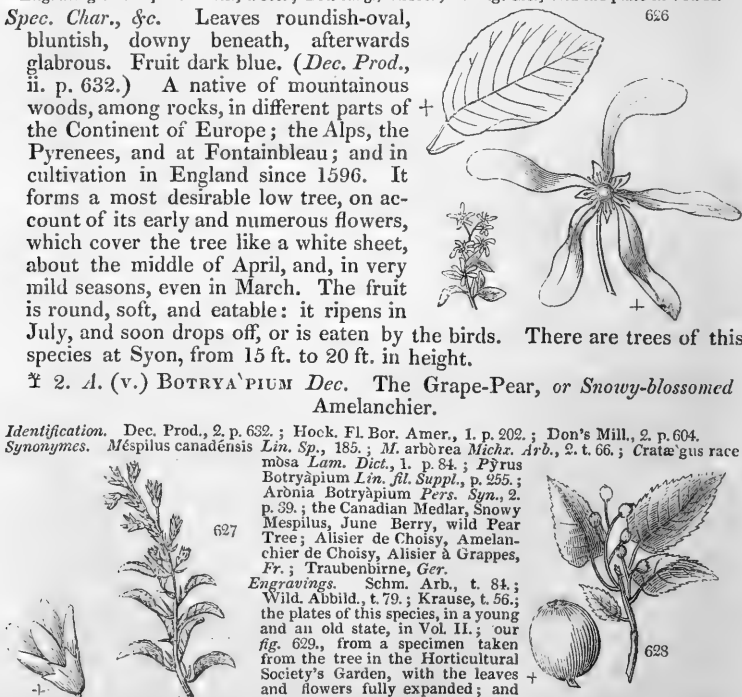 Spec. Char., &c. Leaves roundish-oval,
bluntish, downy beneath, afterwards
glabrous. Fruit dark blue. (Dec. Prod.,
ii. p. 632.) A native of mountainous
woods, among rocks, in different parts of
the Continent of Europe; the Alps, the
Pyrenees, and at Fontainbleau; and in
cultivation in England since 1596. It
forms a most desirable low tree, on ac-
count of its early and numerous flowers,
which cover the tree like a white sheet,
about the middle of April, and, in very
mild seasons, even in March. The fruit
is round, soft, and eatable: it ripens in
July, and soon drops off, or is eaten by the birds. There are trees of this
species at Syon, from 15 ft. to 20 ft. in height.
626
2. A. (v.) BOTRYA`PIUM Dec. The Grape-Pear, or Snowy-blossomed
Amelanchier.
Identification. Dec. Prod., 2. p. 632.; Hook. Fl. Bor. Amer., 1. p. 202.; Don's Mill., 2. p. 604.
Synonymes. Méspilus canadénsis Lin. Sp., 185.; M. arbòrea Michx. Arb., 2. t. 66.; Cratæ`gus race
mòsa Lam. Dict., 1. p. 84.; Pỳrus
Botryàpium Lin. fil. Suppl., p. 255.;
Arònia Botryàpium Pers. Syn., 2.
p. 39.; the Canadian Medlar, Snowy
Mespilus, June Berry, wild Pear
Tree; Alisier de Choisy, Amelan-
chier de Choisy, Alisier à Grappes,
Fr.; Traubenbirne, Ger.
Engravings. Schm. Arb., t. 84.;
Wild. Abbild., t. 79.; Krause, t. 56.;
the plates of this species, in a young
and an old state, in Vol. II.; our
fig. 629., from a specimen taken
from the tree in the Horticultural
Society's Garden, with the leaves
and flowers fully expanded; and
627
628